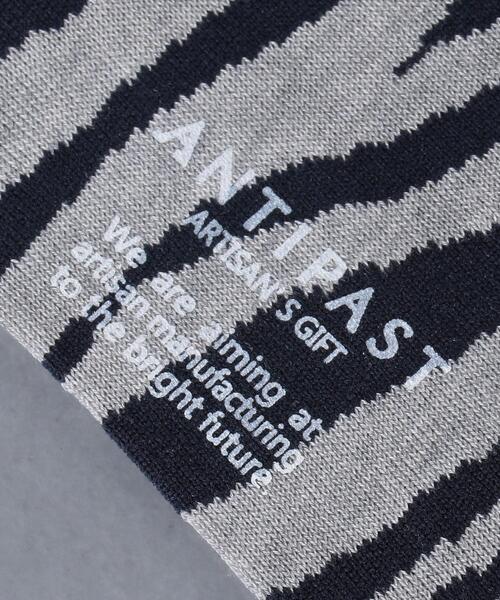 ANTIPAST
ARTISAN'S GIFT
We are aiming at
artisan manufacturing
to the bright future.